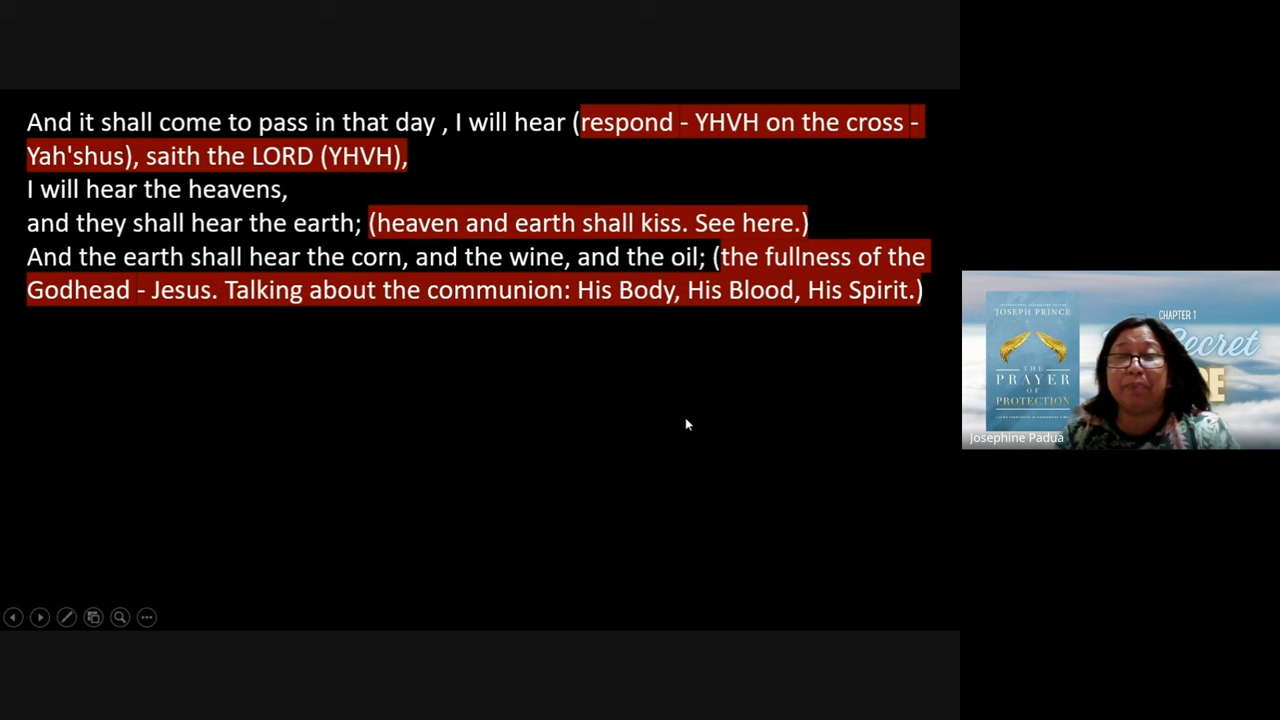 And it shall come to pass in that day , I will hear (respond - YHVH on the cross -
Yah'shus), saith the LORD (YHVH),
I will hear the heavens,
and they shall hear the earth; (heaven and earth shall kiss. See here.)
And the earth shall hear the corn, and the wine, and the oil; (the fullness of the
Godhead - Jesus. Talking about the communion: His Body, His Blood, His Spirit.)
JOSEPH PRINCE
THE
PRAYER
OF
PROTECTION
CHAPTER 1
Secret
Josephine Padua